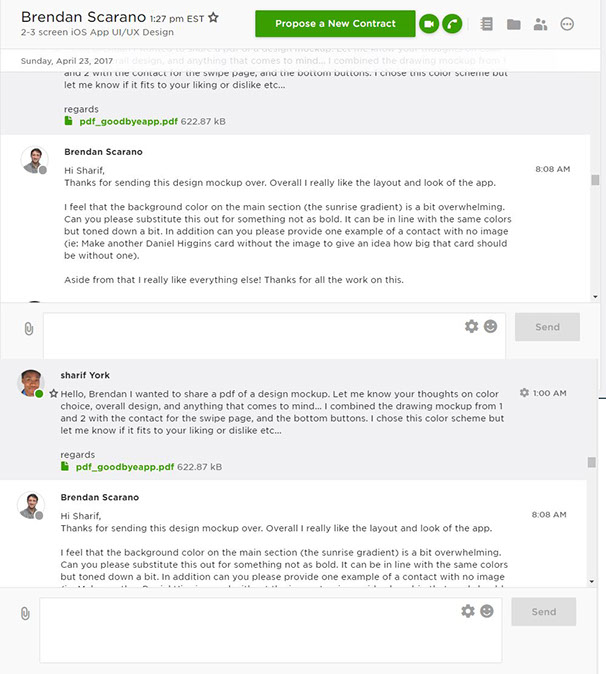 Brendan Scarano 1:27 pm EST
2-3 screen iOS App UI/UX Design
Propose a New Contract
Sunday, April 23, 2017
and 2 with the contact for the swipe page, and the bottom buttons. I chose this color scheme but
let me know if it fits to your liking or dislike etc...
regards
pdf_goodbyeapp.pdf 622.87 kB
Brendan Scarano
Hi Sharif,
8:08 AM
Thanks for sending this design mockup over. Overall I really like the layout and look of the app.
I feel that the background color on the main section (the sunrise gradient) is a bit overwhelming.
Can you please substitute this out for something not as bold. It can be in line with the same colors
but toned down a bit. In addition can you please provide one example of a contact with no image
(ie: Make another Daniel Higgins card without the image to give an idea how big that card should
be without one).
Aside from that I really like everything else! Thanks for all the work on this.
Send
sharif York
Hello, Brendan I wanted to share a pdf of a design mockup. Let me know your thoughts on color
1:00 AM
choice, overall design, and anything that comes to mind... I combined the drawing mockup from 1
and 2 with the contact for the swipe page, and the bottom buttons. I chose this color scheme but
let me know if it fits to your liking or dislike etc...
regards
pdf_goodbyeapp.pdf 622.87 kB
Brendan Scarano
Hi Sharif,
8:08 AM
Thanks for sending this design mockup over. Overall I really like the layout and look of the app.
I feel that the background color on the main section (the sunrise gradient) is a bit overwhelming.
Can you please substitute this out for something not as bold. It can be in line with the same colors
but toned down a bit. In addition can you please provide one example of a contact with no image
Send